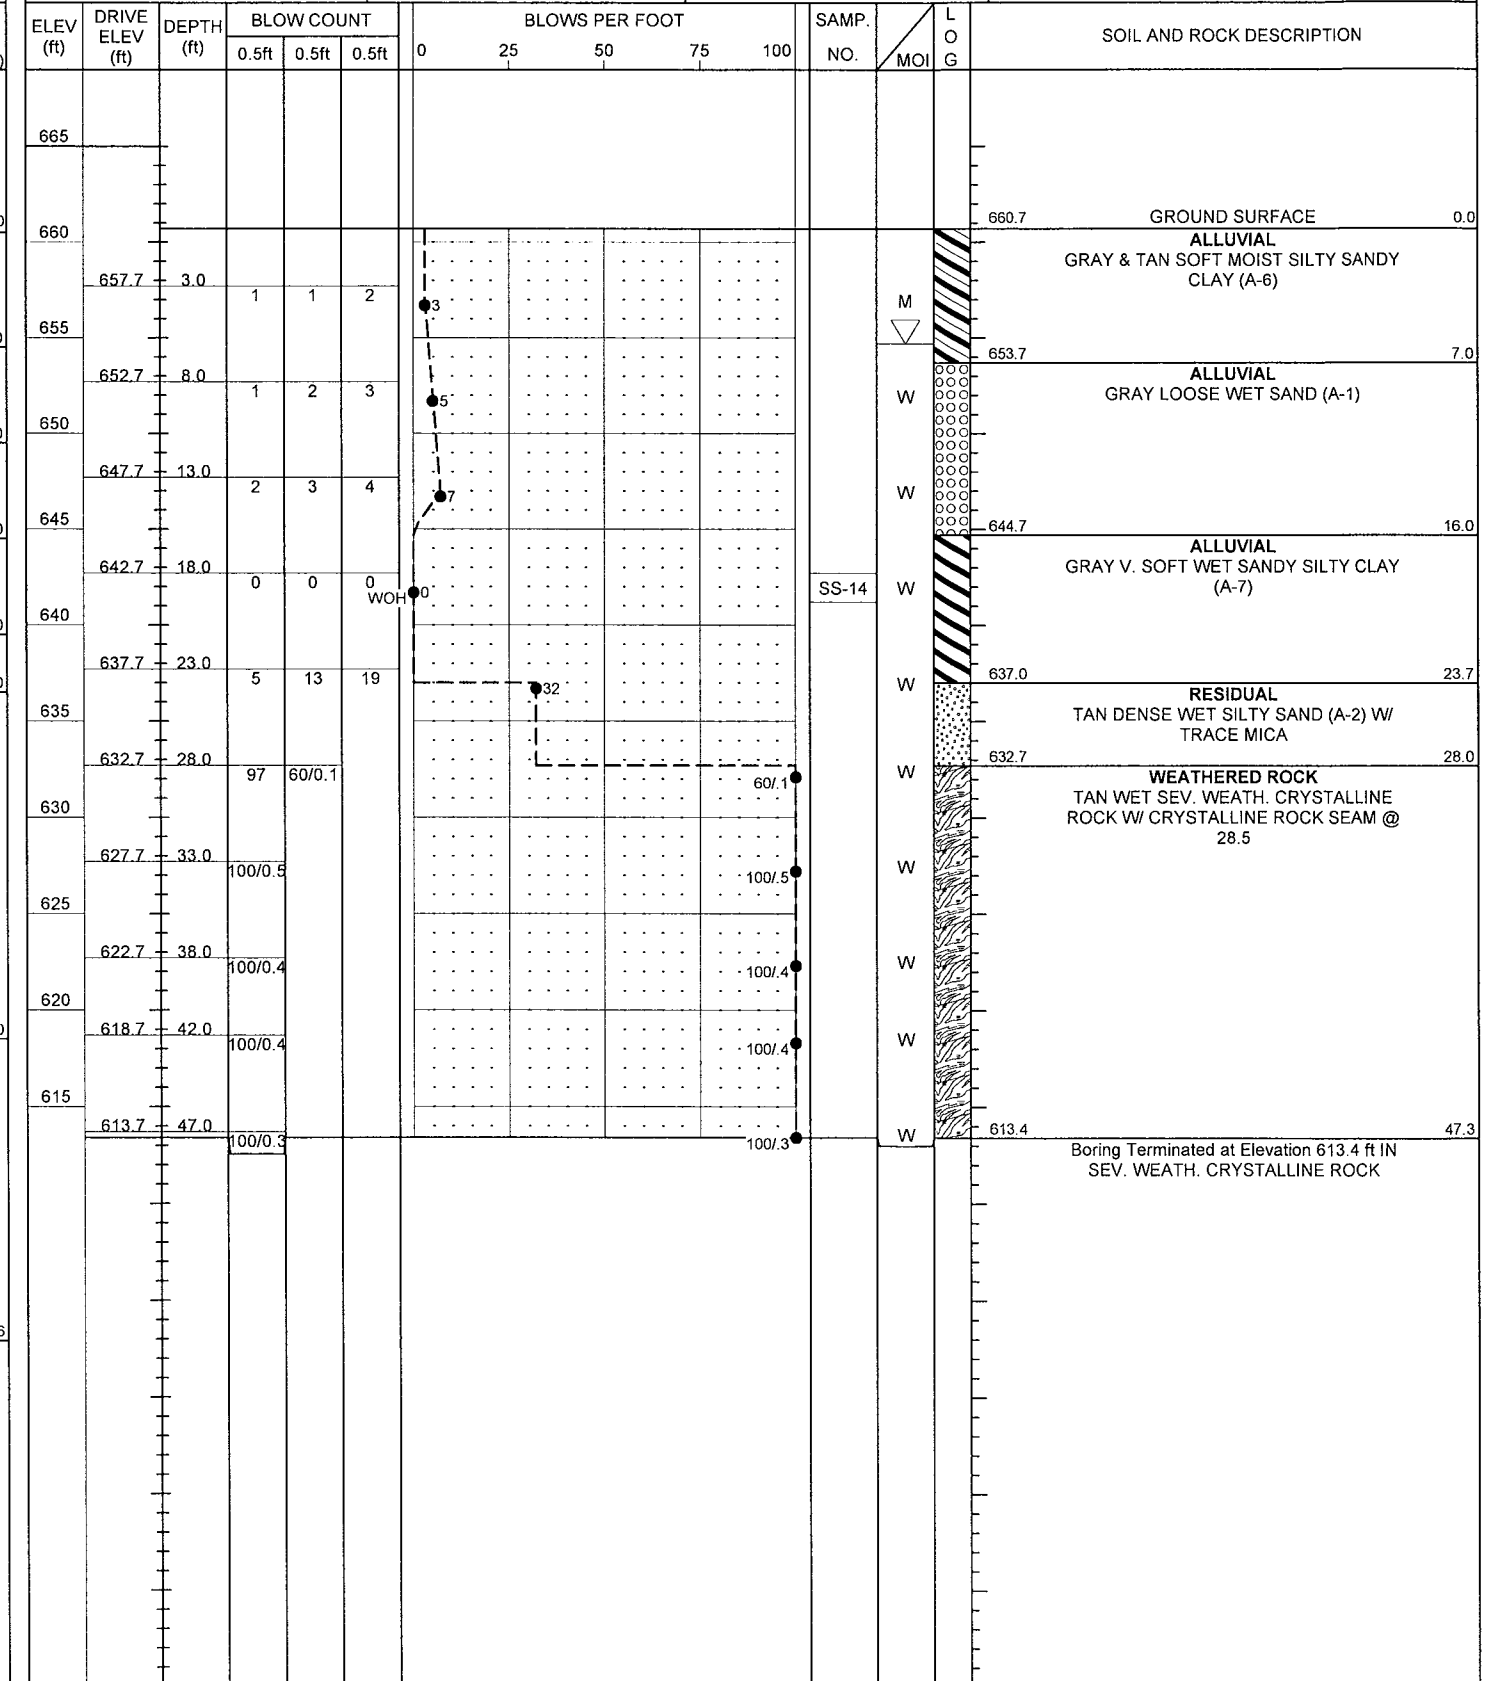 ELEV (ft) DRIVE ELEV (ft) DEPTH (ft) BLOW COUNT BLOWS PER FOOT SAMP. NO. MOI LOG SOIL AND ROCK DESCRIPTION
0.5ft 0.5ft 0.5ft 0 25 50 75 100
665
660.7 GROUND SURFACE 0.0
660
ALLUVIAL
GRAY & TAN SOFT MOIST SILTY SANDY
CLAY (A-6)
657.7 3.0
1 1 2 3 M
655
653.7 7.0
652.7 8.0
ALLUVIAL
GRAY LOOSE WET SAND (A-1)
1 2 3 5 W
650
647.7 13.0
2 3 4 7 W
645
644.7 16.0
ALLUVIAL
GRAY V. SOFT WET SANDY SILTY CLAY
(A-7)
642.7 18.0
0 0 0 WOH 0 SS-14 W
640
637.7 23.0
5 13 19 32 W
637.0 23.7
RESIDUAL
TAN DENSE WET SILTY SAND (A-2) W/
TRACE MICA
635
632.7 28.0
632.7 28.0
97 60/0.1 60/.1 W
WEATHERED ROCK
TAN WET SEV. WEATH. CRYSTALLINE
ROCK W/ CRYSTALLINE ROCK SEAM @
28.5
630
627.7 33.0
100/0.5 100/.5 W
625
622.7 38.0
100/0.4 100/.4 W
620
618.7 42.0
100/0.4 100/.4 W
615
613.7 47.0
100/0.3 100/.3 W
613.4 47.3
Boring Terminated at Elevation 613.4 ft IN
SEV. WEATH. CRYSTALLINE ROCK